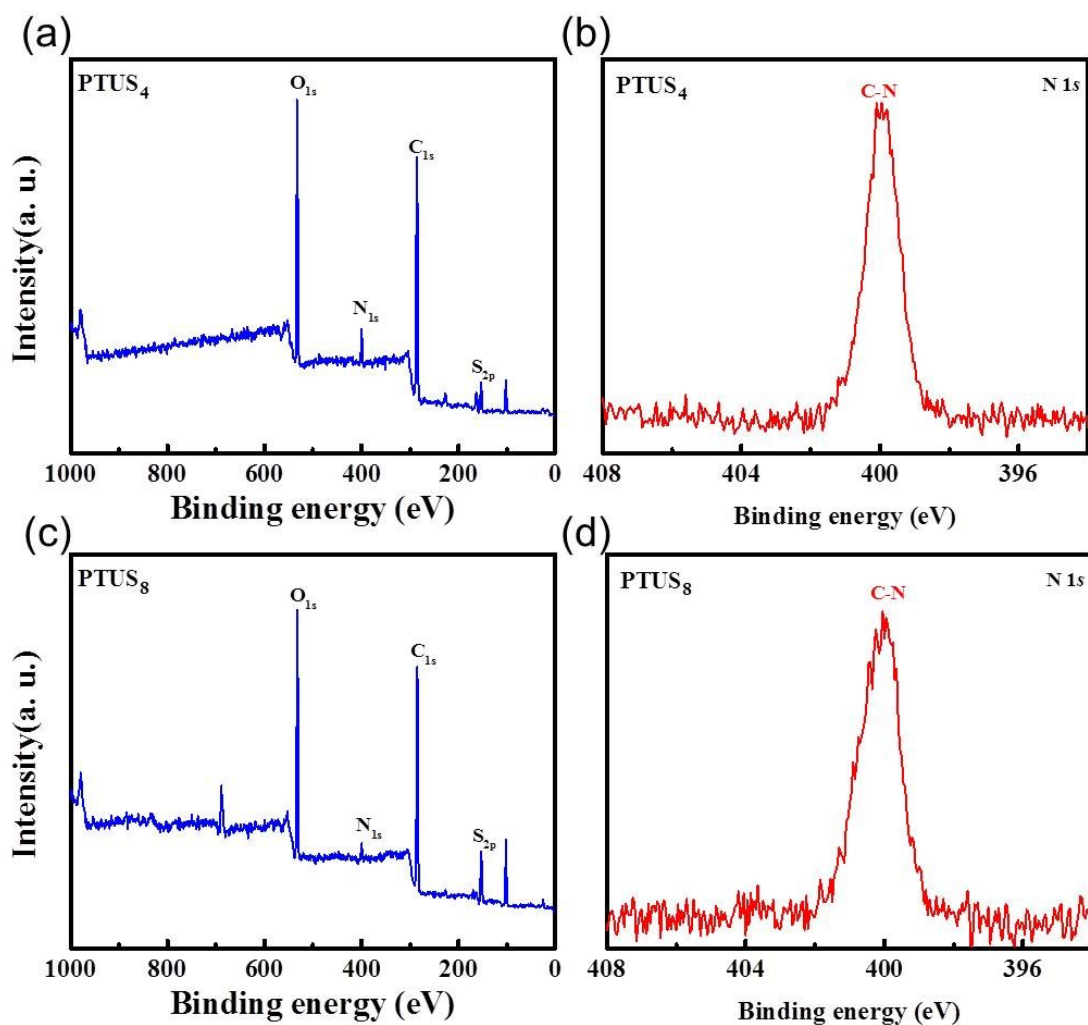 (a)
PTUS4
O1s
C1s
N1s
S2p
Intensity(a. u.)
1000 800 600 400 200 0
Binding energy (eV)
(b)
PTUS4
C-N
N 1s
408 404 400 396
Binding energy (eV)
(c)
PTUS8
O1s
C1s
N1s
S2p
Intensity(a. u.)
1000 800 600 400 200 0
Binding energy (eV)
(d)
PTUS8
C-N
N 1s
408 404 400 396
Binding energy (eV)